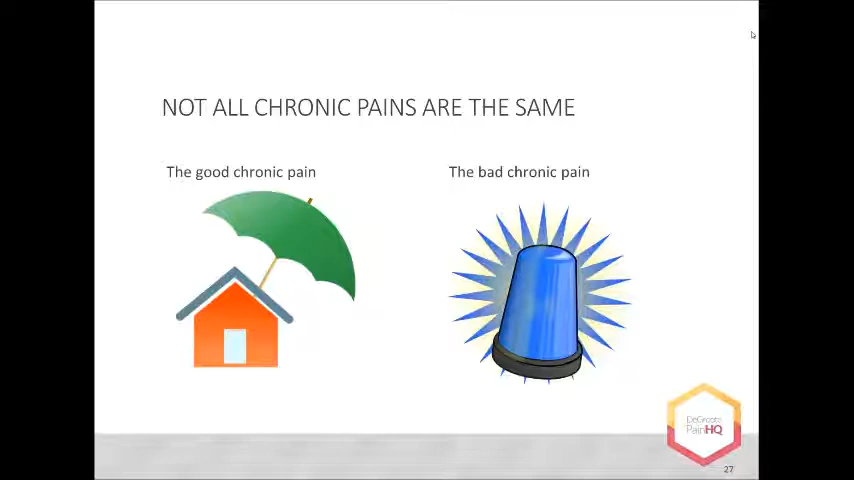 NOT ALL CHRONIC PAINS ARE THE SAME
The good chronic pain
The bad chronic pain
DeGroote
PainHQ
27